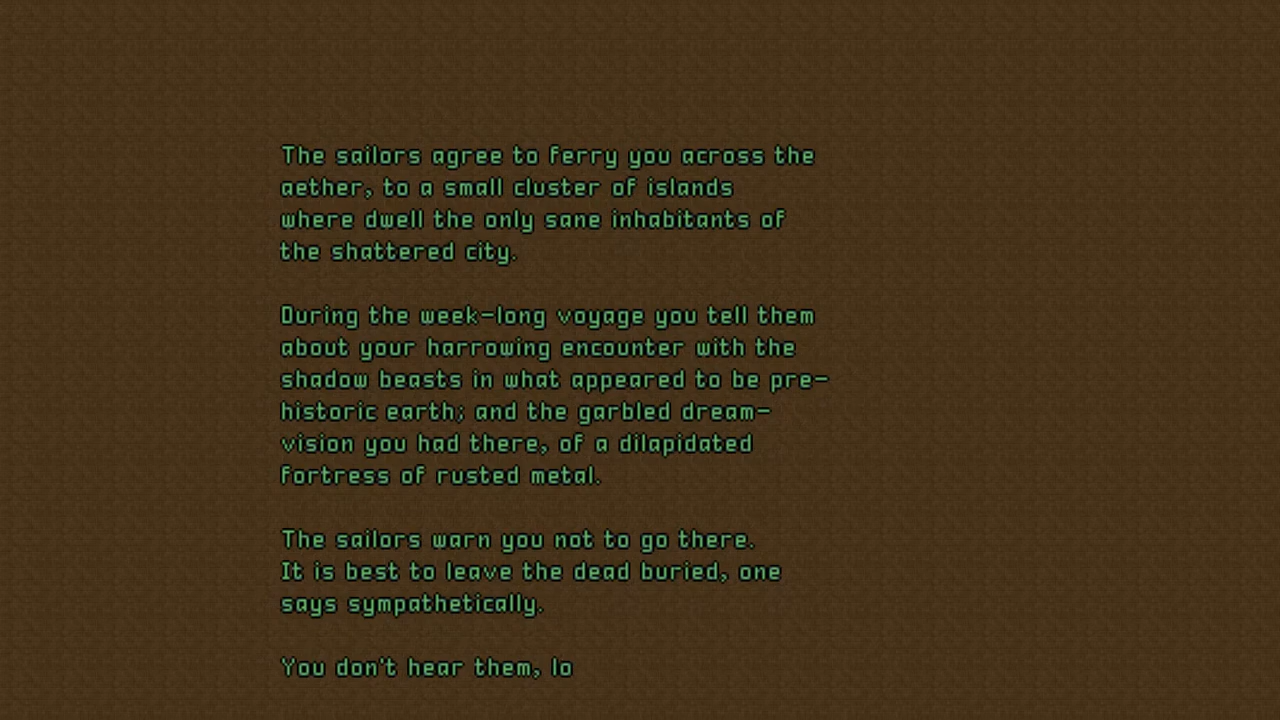 The sailors agree to ferry you across the
aether, to a small cluster of islands
where dwell the only sane inhabitants of
the shattered city.
During the week-long voyage you tell them
about your harrowing encounter with the
shadow beasts in what appeared to be pre-
historic earth; and the garbled dream-
vision you had there, of a dilapidated
fortress of rusted metal.
The sailors warn you not to go there.
It is best to leave the dead buried, one
says sympathetically.
You don't hear them, lo